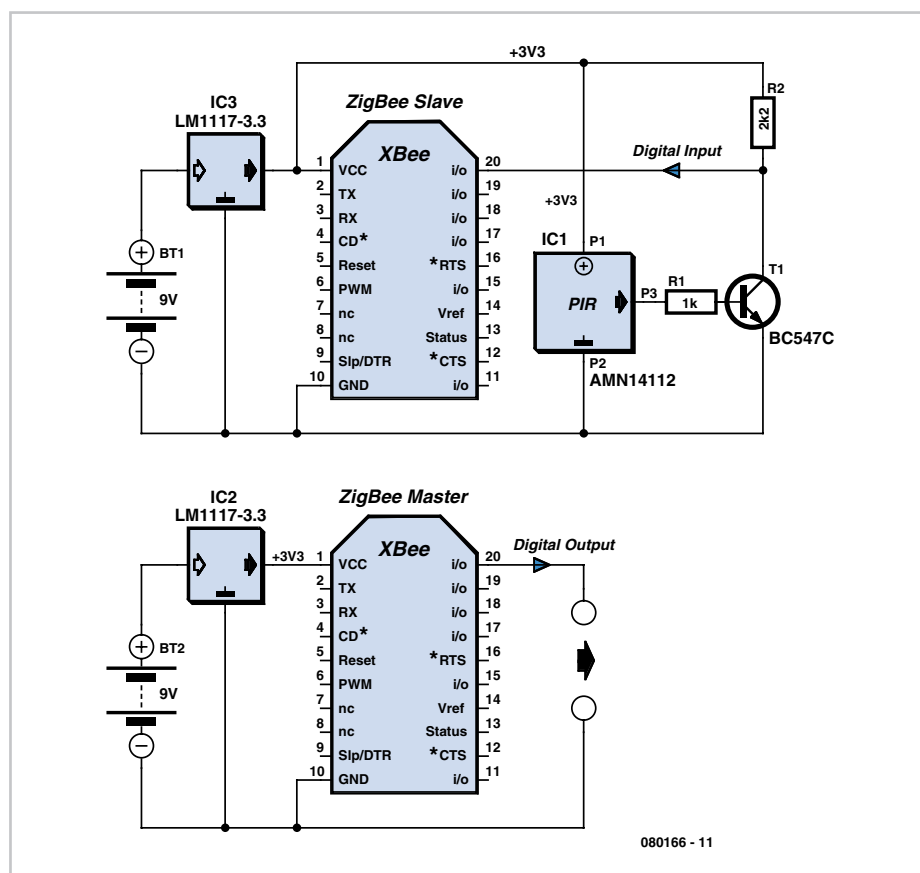 +3V3
R2
2k2
IC3
LM1117-3.3
ZigBee Slave
XBee
Digital Input
1 VCC
2 TX
3 RX
4 CD*
5 Reset
6 PWM
7 nc
8 nc
9 Slp/DTR
10 GND
i/o 20
i/o 19
i/o 18
i/o 17
*RTS 16
i/o 15
Vref 14
Status 13
*CTS 12
i/o 11
BT1
9V
+3V3
IC1
P1
PIR
P3
P2
AMN14112
R1
1k
T1
BC547C
IC2
LM1117-3.3
ZigBee Master
XBee
+3V3
Digital Output
1 VCC
2 TX
3 RX
4 CD*
5 Reset
6 PWM
7 nc
8 nc
9 Slp/DTR
10 GND
i/o 20
i/o 19
i/o 18
i/o 17
*RTS 16
i/o 15
Vref 14
Status 13
*CTS 12
i/o 11
BT2
9V
080166 - 11